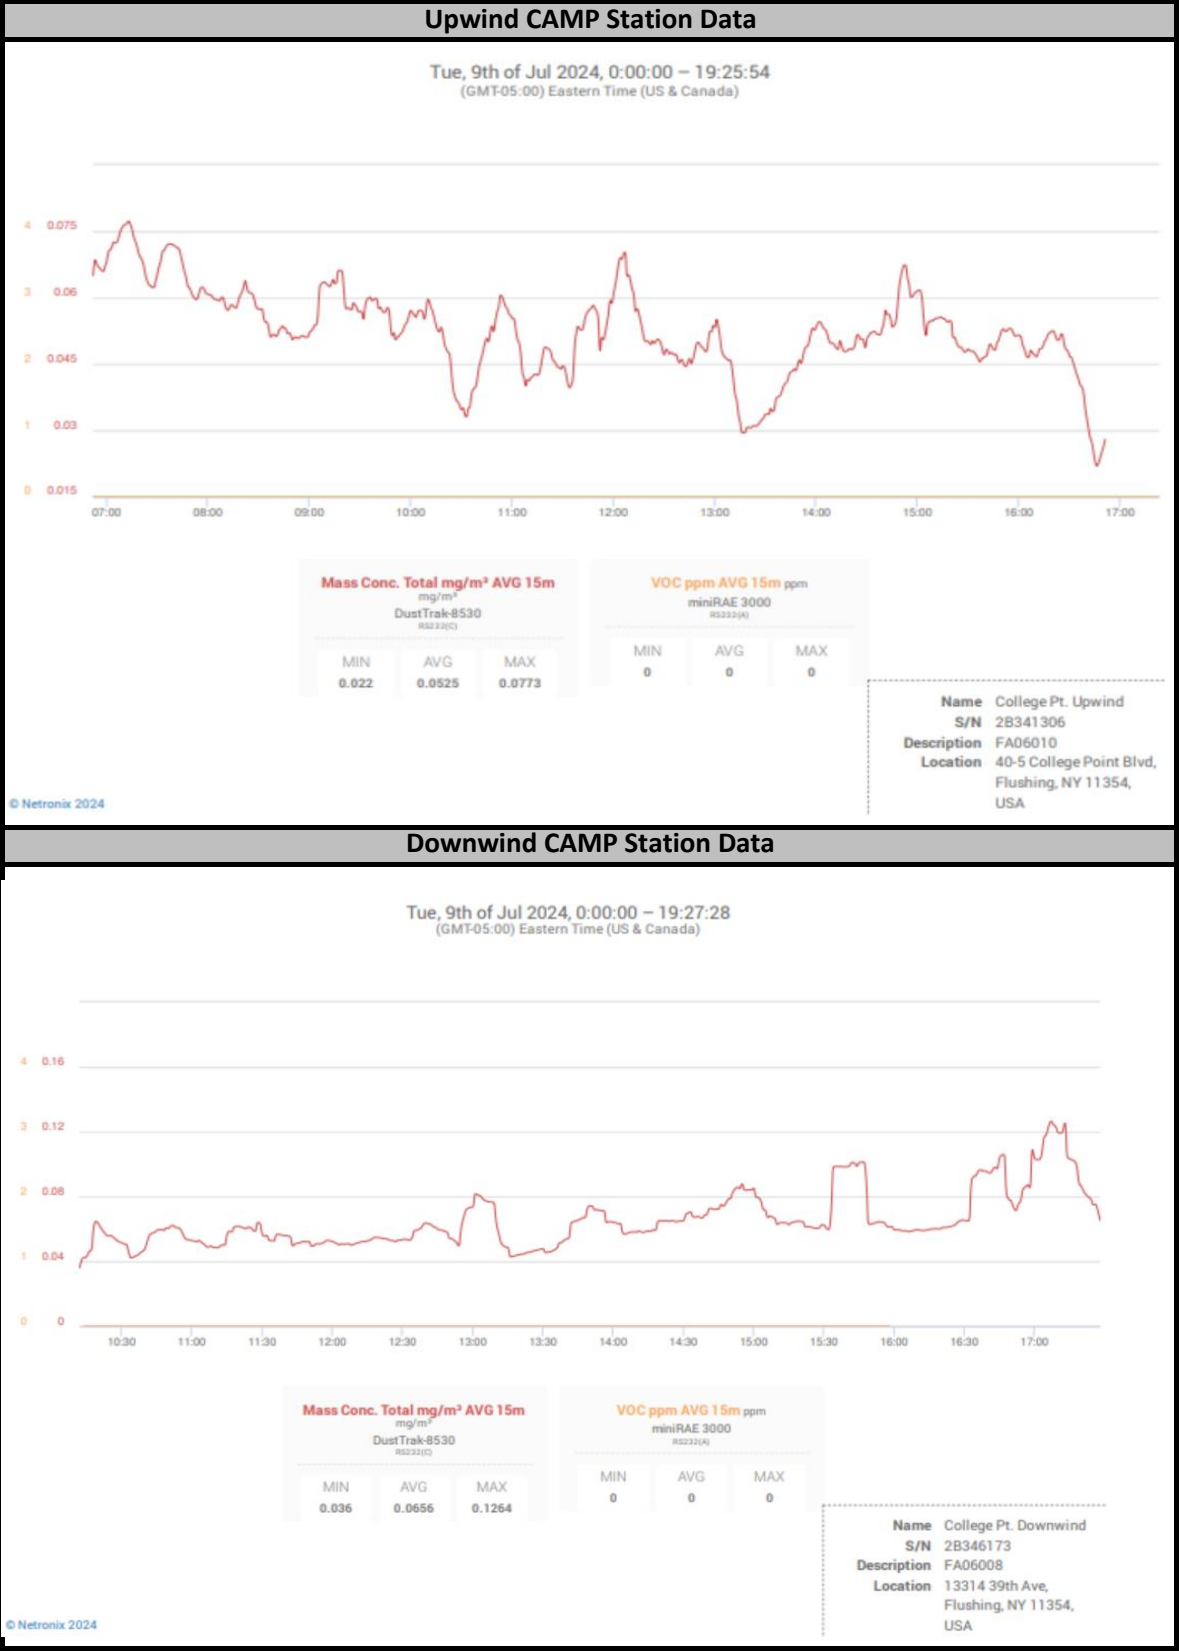 Upwind CAMP Station Data
Tue, 9th of Jul 2024, 0:00:00 – 19:25:54
(GMT-05:00) Eastern Time (US & Canada)
4 0.075
3 0.06
2 0.045
1 0.03
0 0.015
07:00 08:00 09:00 10:00 11:00 12:00 13:00 14:00 15:00 16:00 17:00
Mass Conc. Total mg/m³ AVG 15m
mg/m³
DustTrak-8530
RS232(C)
MIN AVG MAX
0.022 0.0525 0.0773
VOC ppm AVG 15m ppm
miniRAE 3000
RS232(A)
MIN AVG MAX
0 0 0
Name College Pt. Upwind
S/N 2B341306
Description FA06010
Location 40-5 College Point Blvd,
Flushing, NY 11354,
USA
© Netronix 2024
Downwind CAMP Station Data
Tue, 9th of Jul 2024, 0:00:00 – 19:27:28
(GMT-05:00) Eastern Time (US & Canada)
4 0.16
3 0.12
2 0.08
1 0.04
0 0
10:30 11:00 11:30 12:00 12:30 13:00 13:30 14:00 14:30 15:00 15:30 16:00 16:30 17:00
Mass Conc. Total mg/m³ AVG 15m
mg/m³
DustTrak-8530
RS232(C)
MIN AVG MAX
0.036 0.0656 0.1264
VOC ppm AVG 15m ppm
miniRAE 3000
RS232(A)
MIN AVG MAX
0 0 0
Name College Pt. Downwind
S/N 2B346173
Description FA06008
Location 13314 39th Ave,
Flushing, NY 11354,
USA
© Netronix 2024